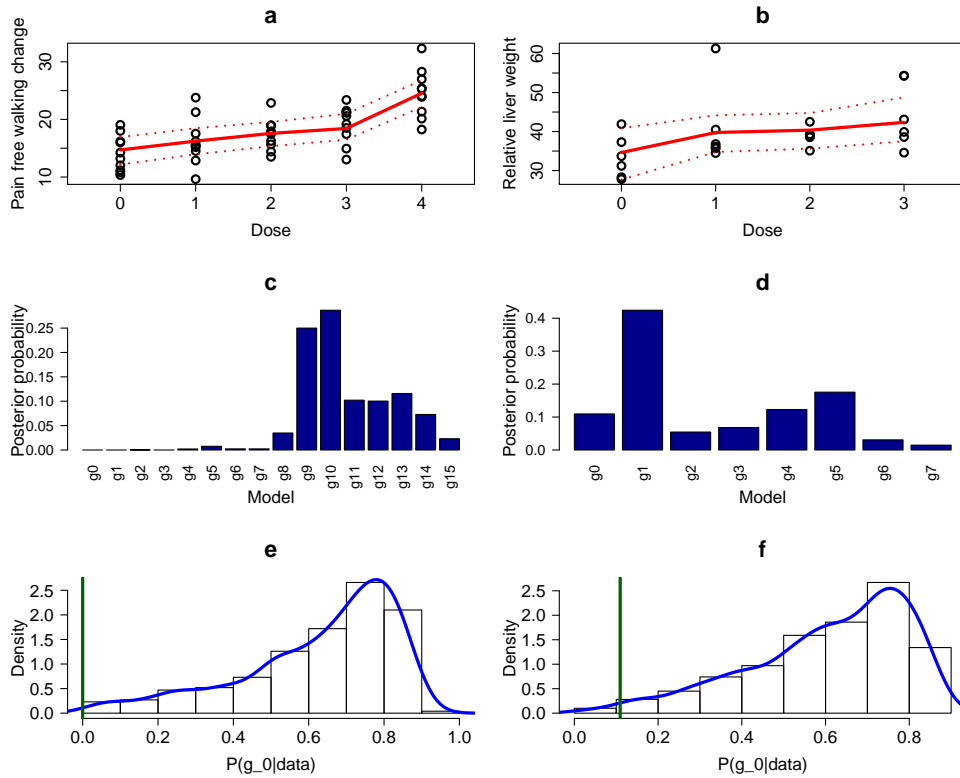 a
Pain free walking change
10 20 30
0 1 2 3 4
Dose
b
Relative liver weight
30 40 50 60
0 1 2 3
Dose
c
Posterior probability
0.00 0.05 0.10 0.15 0.20 0.25
g0 g1 g2 g3 g4 g5 g6 g7 g8 g9 g10 g11 g12 g13 g14 g15
Model
d
Posterior probability
0.0 0.1 0.2 0.3 0.4
g0 g1 g2 g3 g4 g5 g6 g7
Model
e
Density
0.0 0.5 1.0 1.5 2.0 2.5
0.0 0.2 0.4 0.6 0.8 1.0
P(g_0|data)
f
Density
0.0 0.5 1.0 1.5 2.0 2.5
0.0 0.2 0.4 0.6 0.8
P(g_0|data)